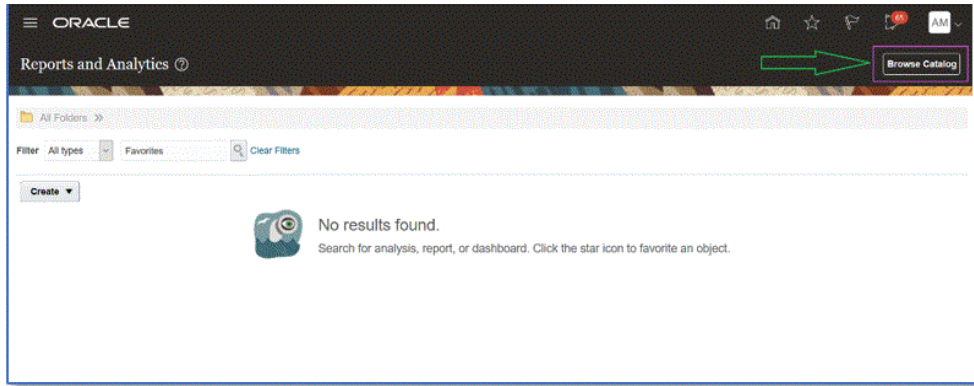 ORACLE
65
AM
Reports and Analytics ?
Browse Catalog
All Folders
Filter All types Favorites Clear Filters
Create
No results found.
Search for analysis, report, or dashboard. Click the star icon to favorite an object.